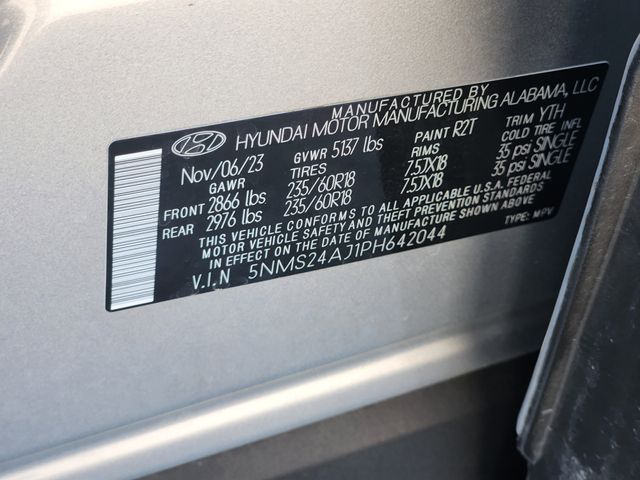 MANUFACTURED BY
HYUNDAI MOTOR MANUFACTURING ALABAMA, LLC
Nov/06/23 GVWR 5137 lbs PAINT R2T TRIM YTH
GAWR TIRES RIMS COLD TIRE INFL
FRONT 2866 lbs 235/60R18 7.5JX18 35 psi SINGLE
REAR 2976 lbs 235/60R18 7.5JX18 35 psi SINGLE
THIS VEHICLE CONFORMS TO ALL APPLICABLE U.S.A. FEDERAL
MOTOR VEHICLE SAFETY AND THEFT PREVENTION STANDARDS
IN EFFECT ON THE DATE OF MANUFACTURE SHOWN ABOVE
V.I.N 5NMS24AJ1PH642044 TYPE: MPV